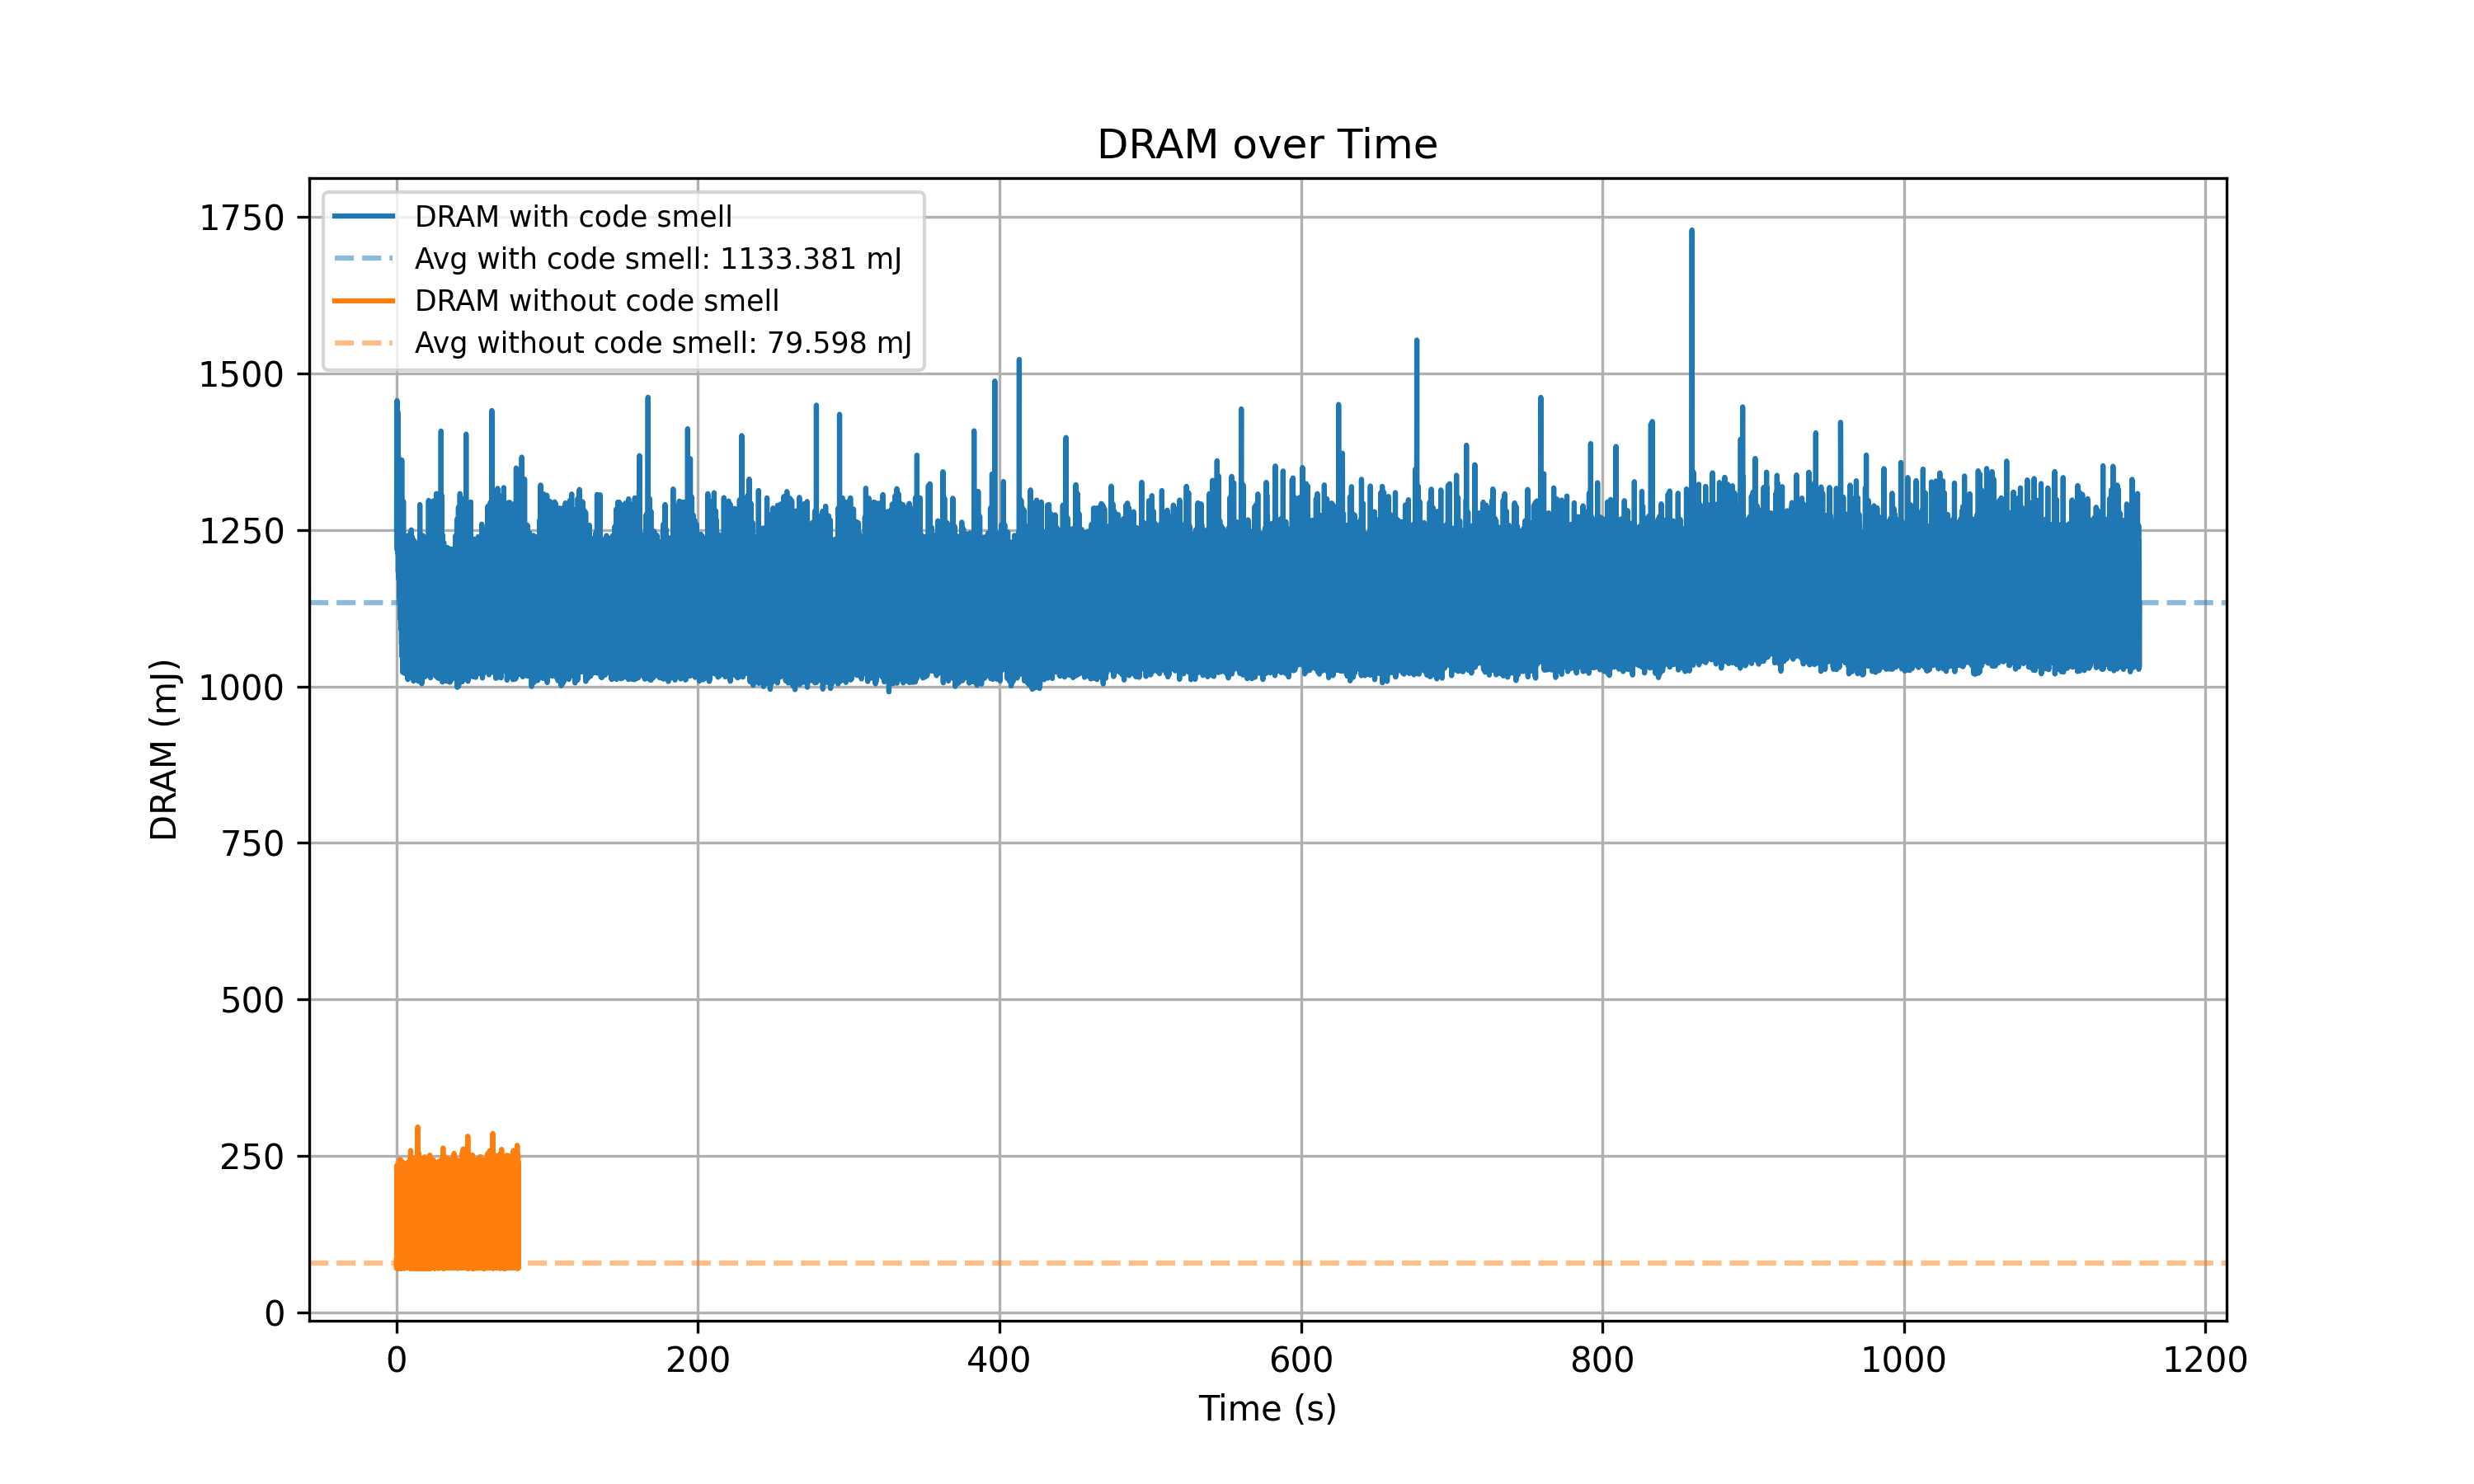 DRAM over Time
DRAM with code smell
Avg with code smell: 1133.381 mJ
DRAM without code smell
Avg without code smell: 79.598 mJ
DRAM (mJ)
1750
1500
1250
1000
750
500
250
0
0 200 400 600 800 1000 1200
Time (s)